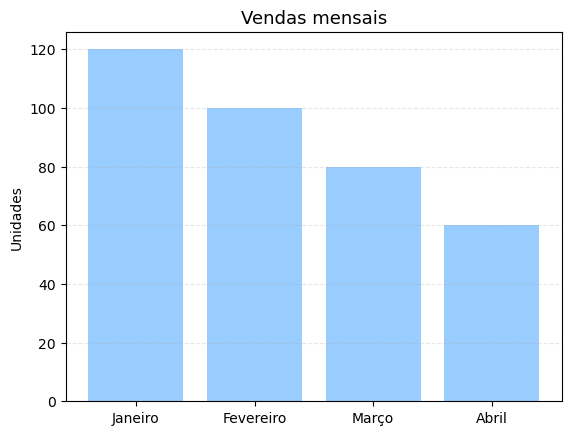 Vendas mensais
Unidades
120
100
80
60
40
20
0
Janeiro
Fevereiro
Março
Abril